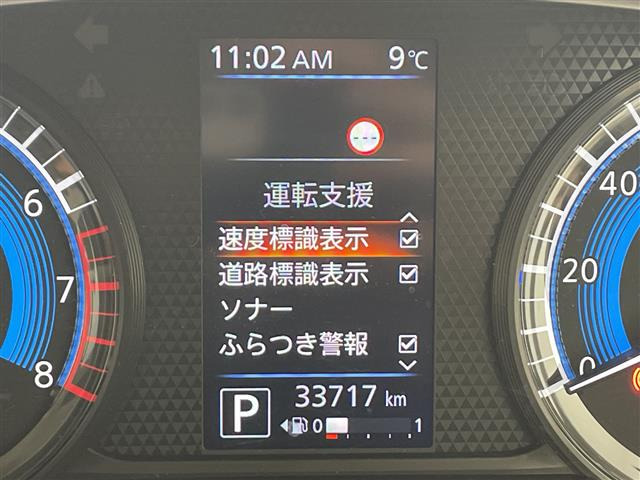 11:02 AM 9℃
---
運転支援
速度標識表示
道路標識表示
ソナー
ふらつき警報
P 33717 km
0 1
6
7
8
40
20
0